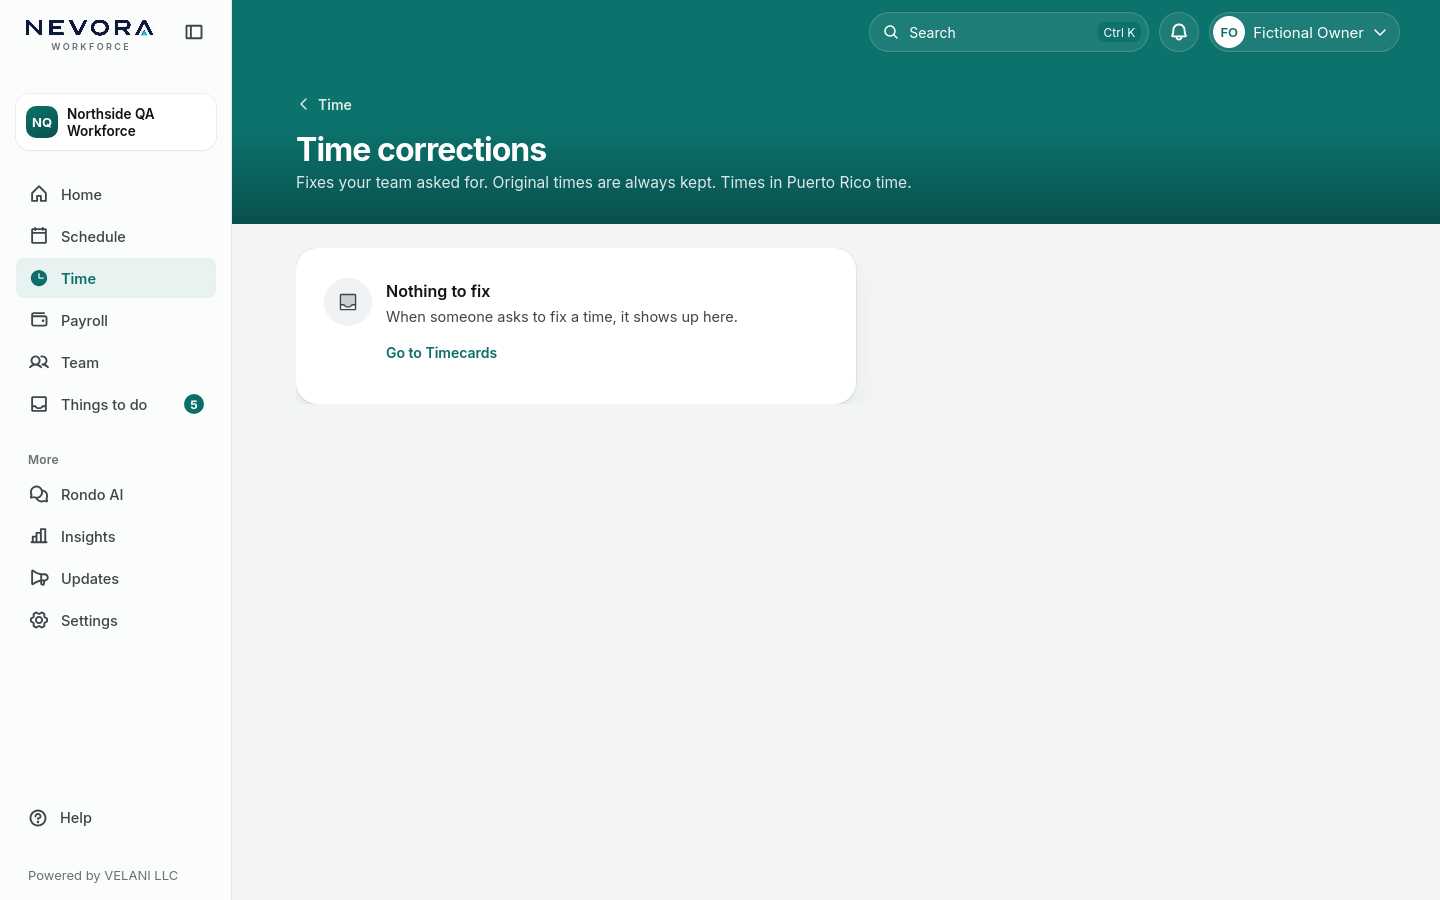 NEVORA
WORKFORCE
Search
Ctrl K
FO
Fictional Owner
NQ
Northside QA
Workforce
Home
Schedule
Time
Payroll
Team
Things to do
5
More
Rondo AI
Insights
Updates
Settings
Help
Powered by VELANI LLC
Time
Time corrections
Fixes your team asked for. Original times are always kept. Times in Puerto Rico time.
Nothing to fix
When someone asks to fix a time, it shows up here.
Go to Timecards